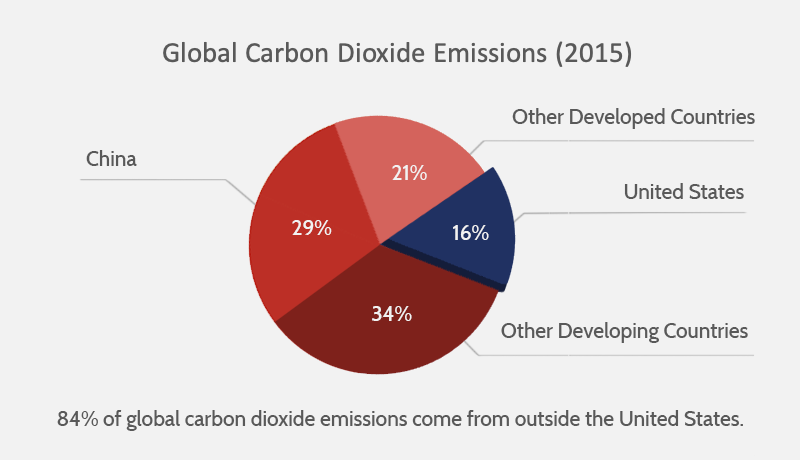 Global Carbon Dioxide Emissions (2015)
Other Developed Countries
China
21%
United States
29%
16%
34%
Other Developing Countries
84% of global carbon dioxide emissions come from outside the United States.